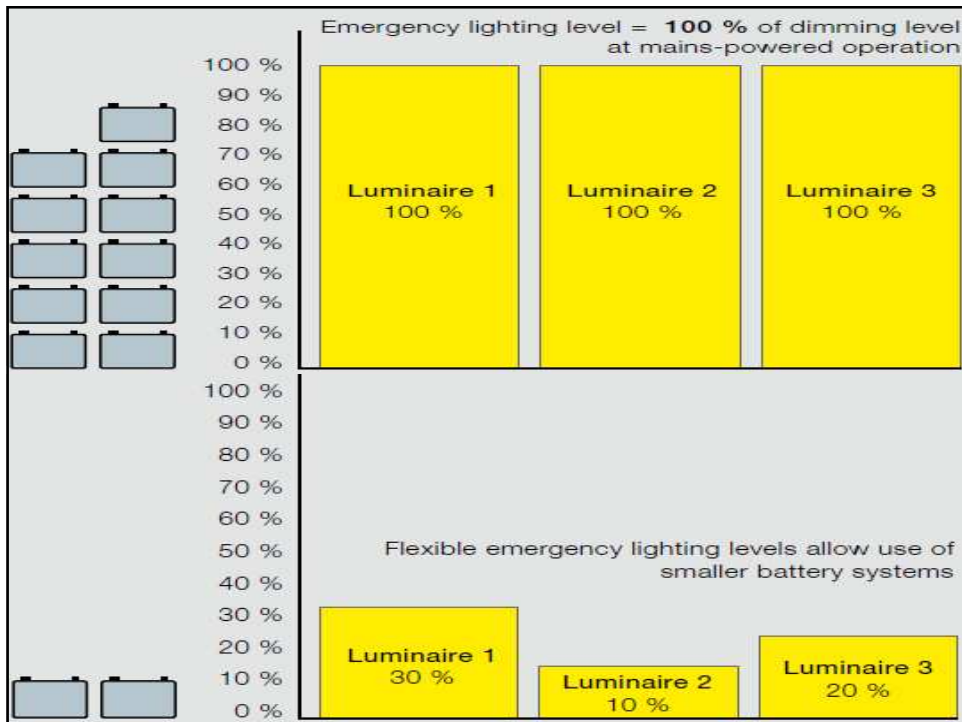 Emergency lighting level = 100 % of dimming level
at mains-powered operation
100 %
90 %
80 %
70 %
60 %
50 %
40 %
30 %
20 %
10 %
0 %
Luminaire 1
100 %
Luminaire 2
100 %
Luminaire 3
100 %
100 %
90 %
80 %
70 %
60 %
50 %
40 %
30 %
20 %
10 %
0 %
Flexible emergency lighting levels allow use of
smaller battery systems
Luminaire 1
30 %
Luminaire 2
10 %
Luminaire 3
20 %